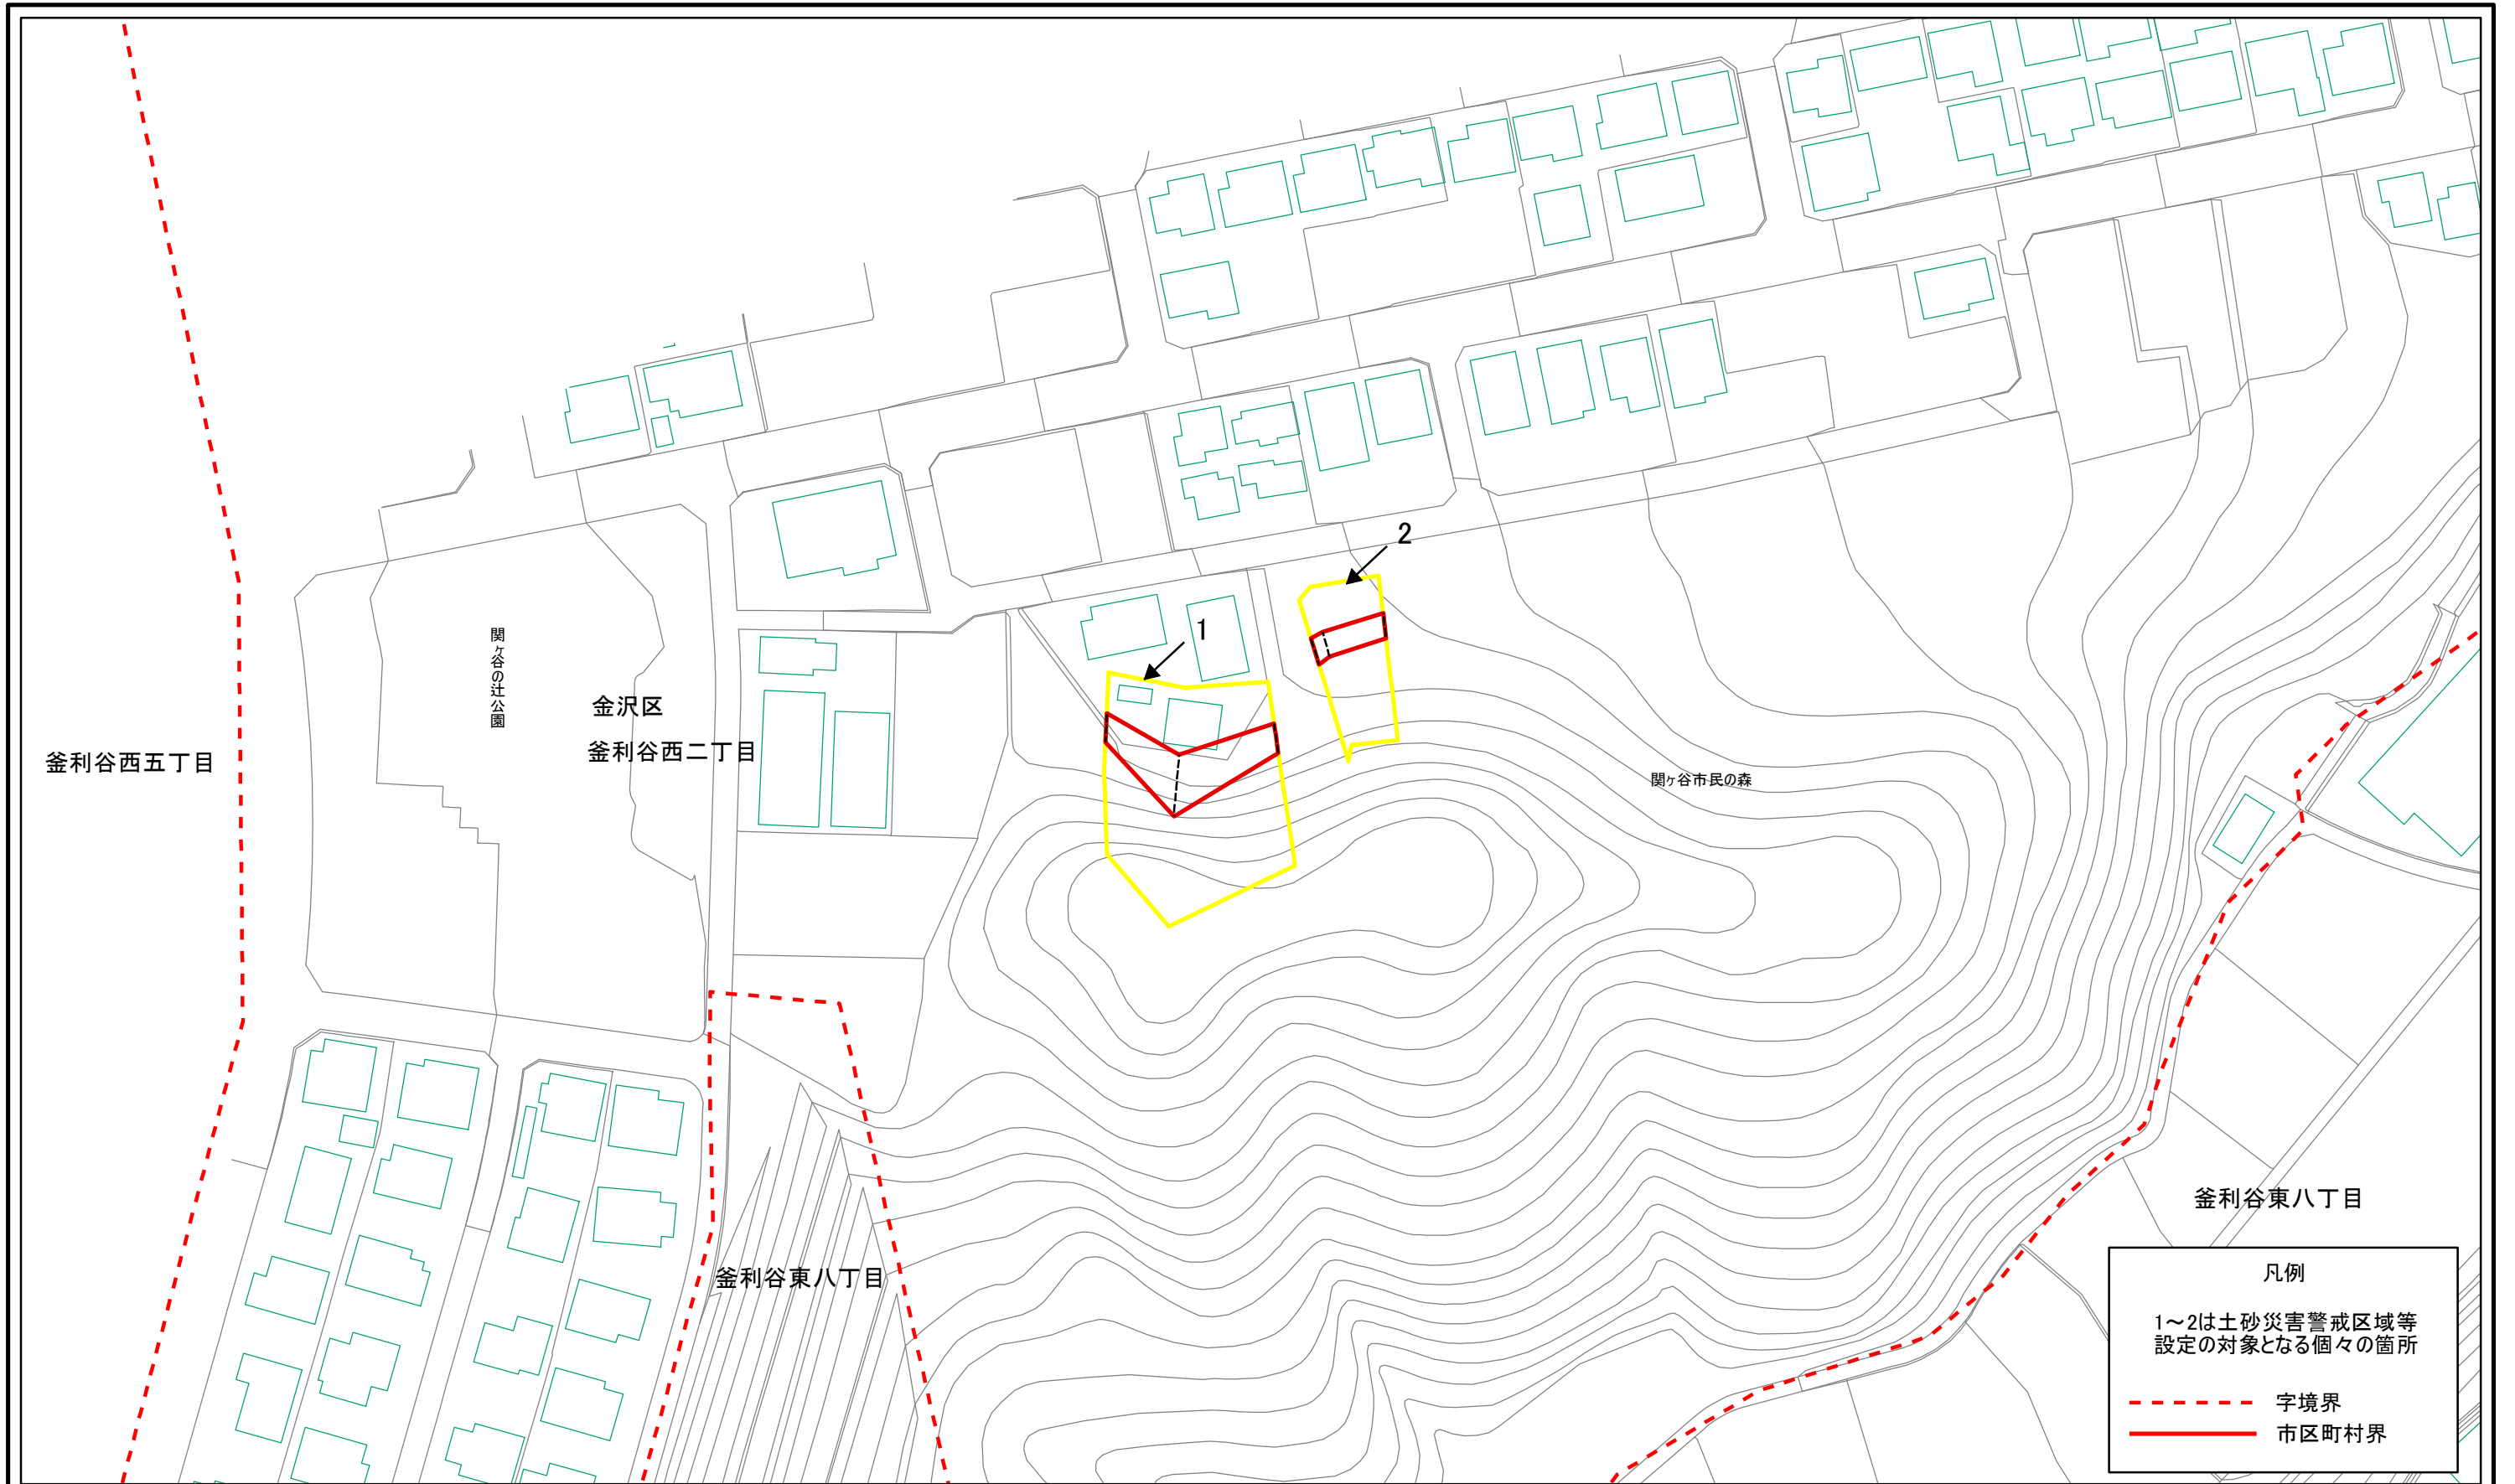 2
1
関ヶ谷の辻公園
金沢区
釜利谷西二丁目
釜利谷西五丁目
関ヶ谷市民の森
釜利谷東八丁目
釜利谷東八丁目
凡例
1～2は土砂災害警戒区域等
設定の対象となる個々の箇所
字境界
市区町村界